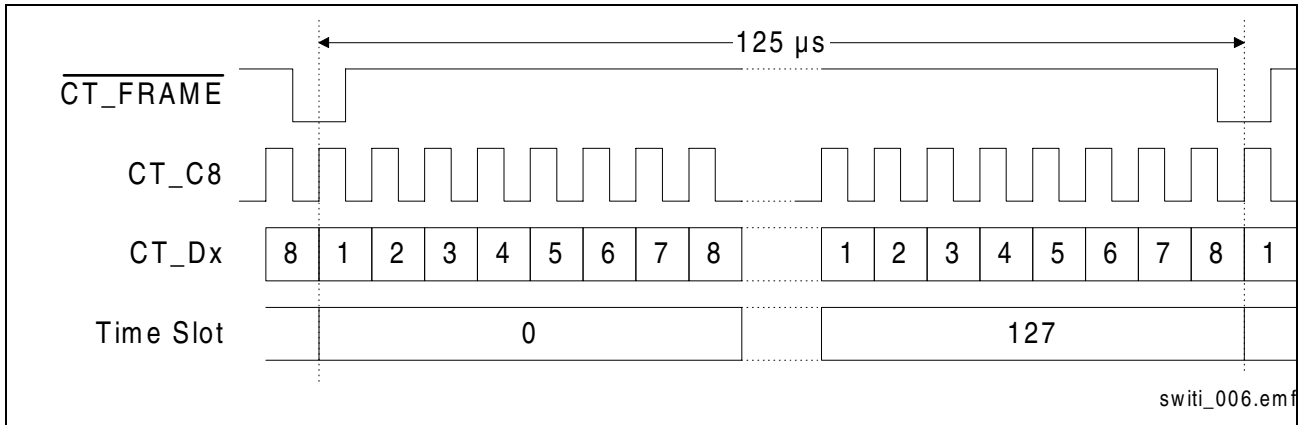 125 µs
CT_FRAME
CT_C8
CT_Dx 8 1 2 3 4 5 6 7 8 1 2 3 4 5 6 7 8 1
Time Slot 0 127
switi_006.emf